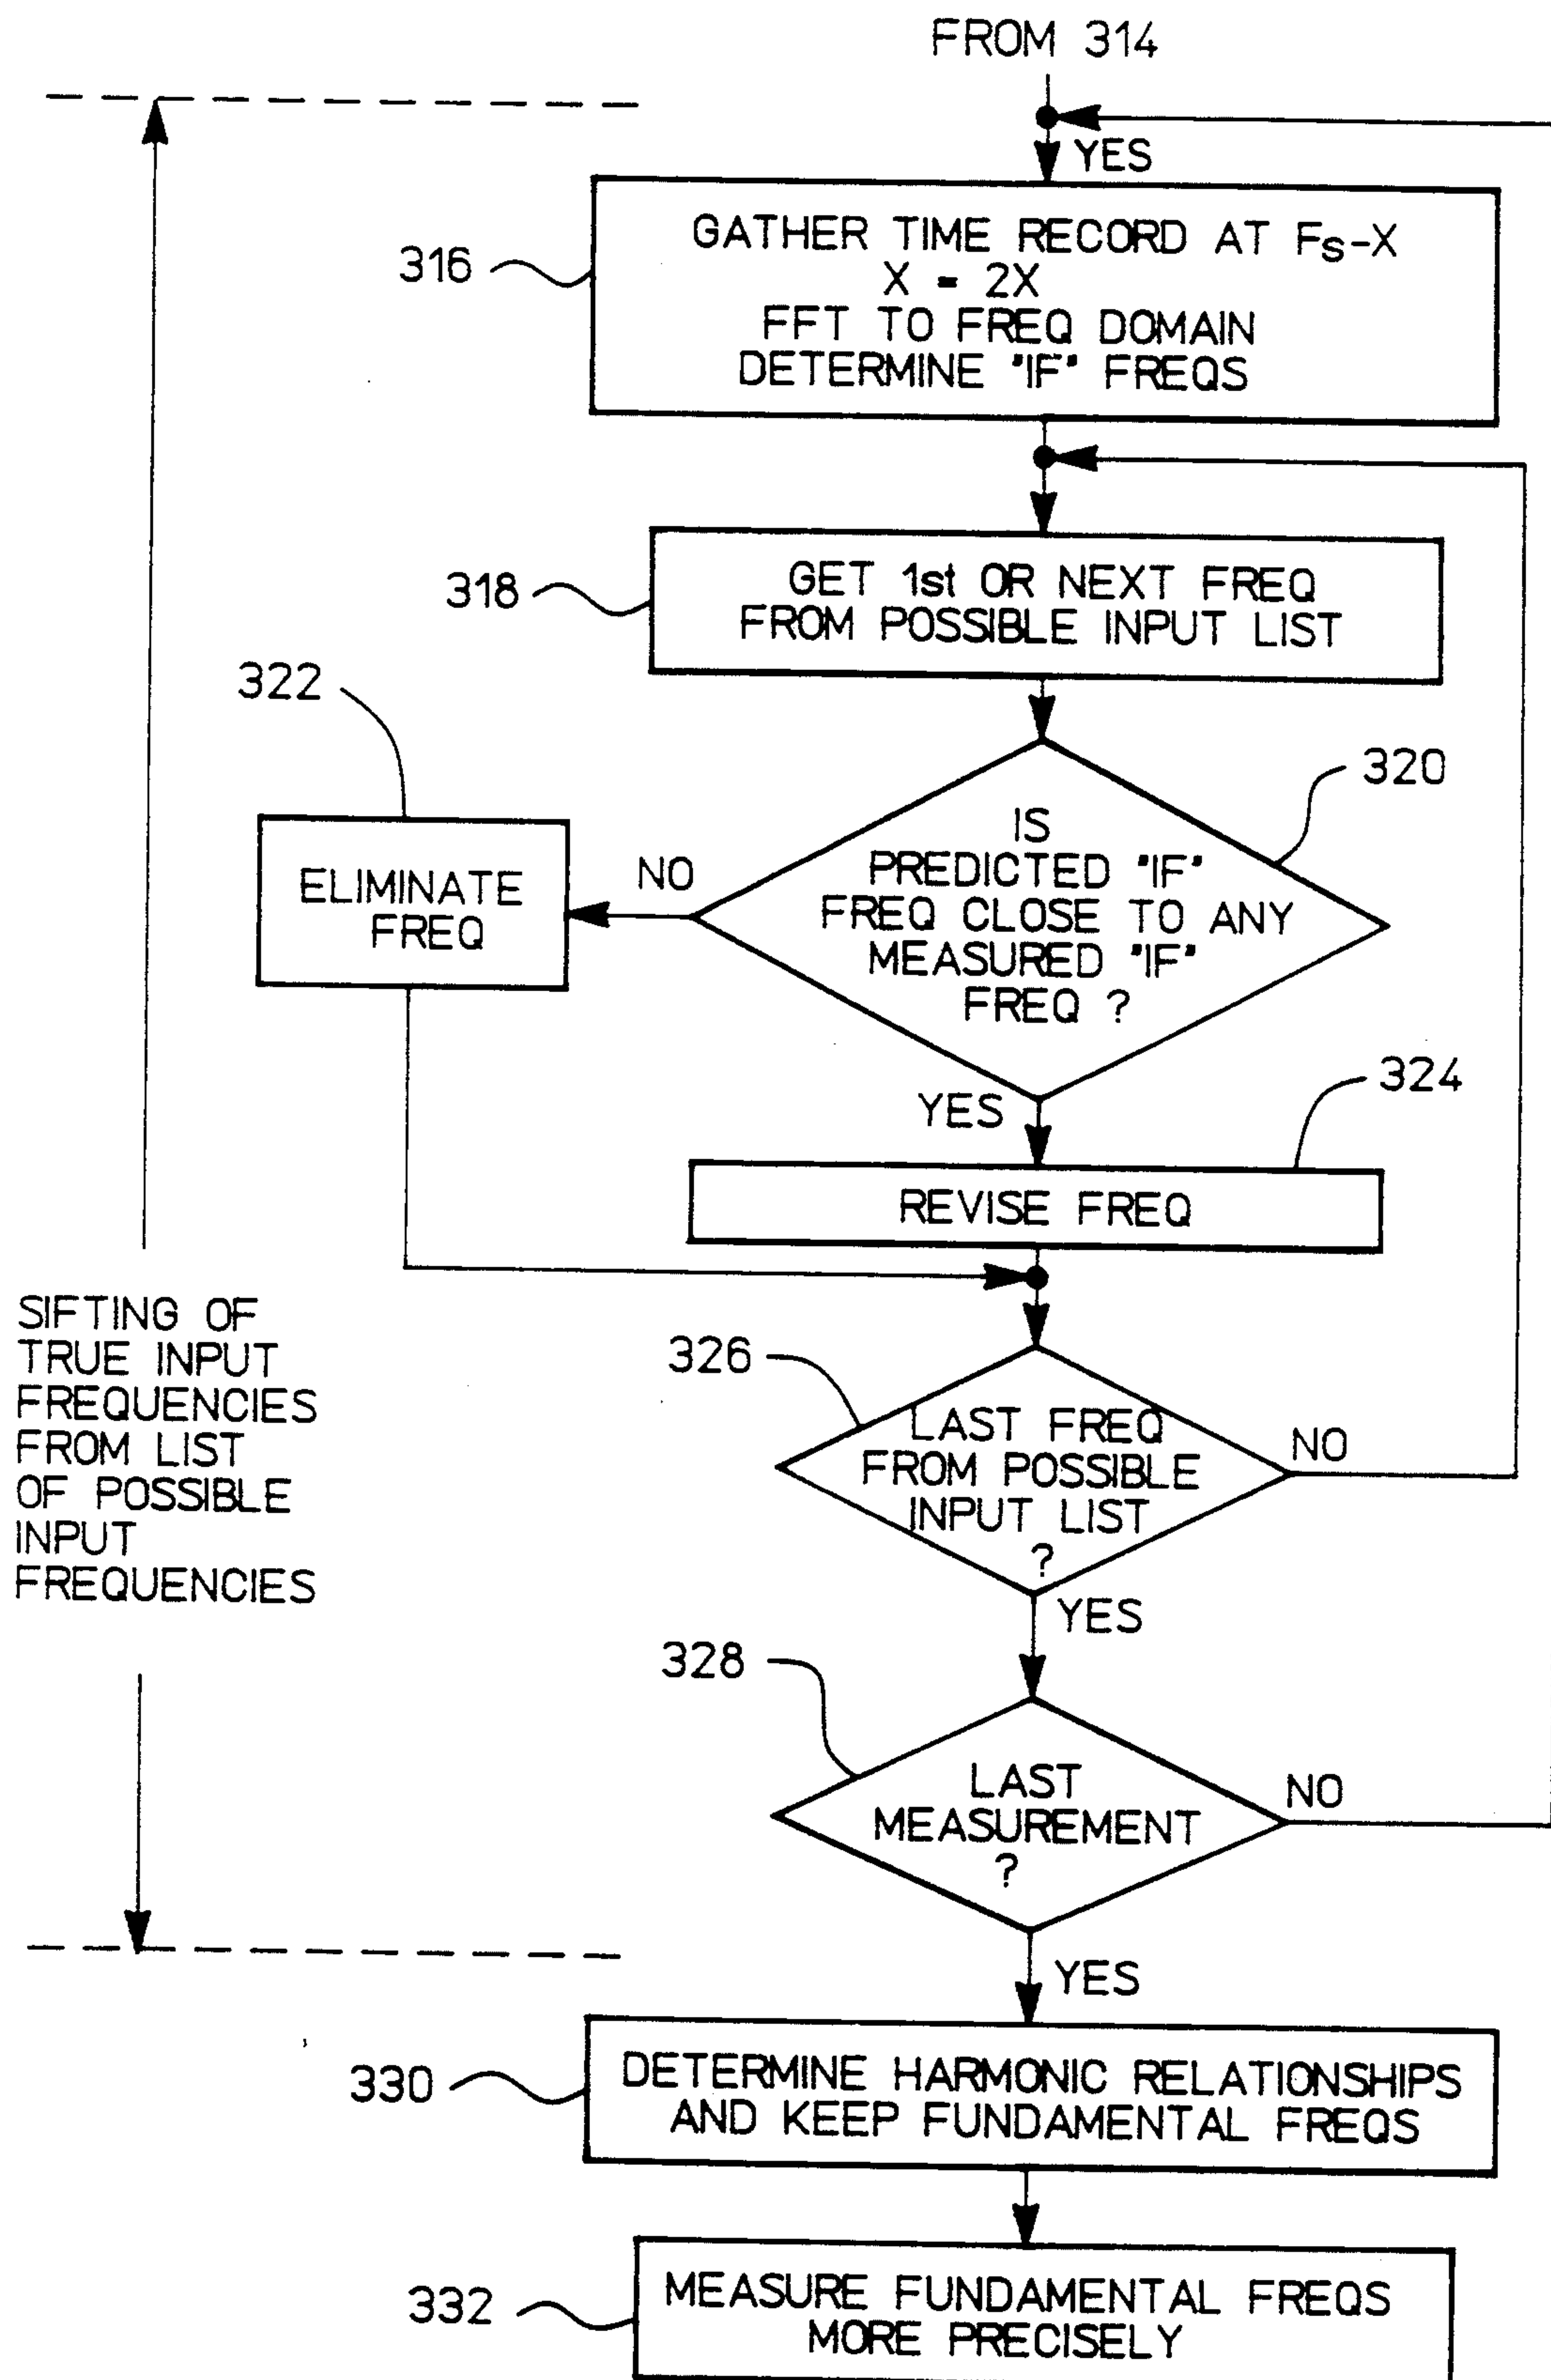 FROM 314
YES
316
GATHER TIME RECORD AT Fs-X
X = 2X
FFT TO FREQ DOMAIN
DETERMINE "IF" FREQS
318
GET 1st OR NEXT FREQ
FROM POSSIBLE INPUT LIST
322
320
IS
PREDICTED "IF"
FREQ CLOSE TO ANY
MEASURED "IF"
FREQ ?
NO
ELIMINATE
FREQ
YES
324
REVISE FREQ
SIFTING OF
TRUE INPUT
FREQUENCIES
FROM LIST
OF POSSIBLE
INPUT
FREQUENCIES
326
LAST FREQ
FROM POSSIBLE
INPUT LIST
?
NO
YES
328
LAST
MEASUREMENT
?
NO
YES
330
DETERMINE HARMONIC RELATIONSHIPS
AND KEEP FUNDAMENTAL FREQS
332
MEASURE FUNDAMENTAL FREQS
MORE PRECISELY